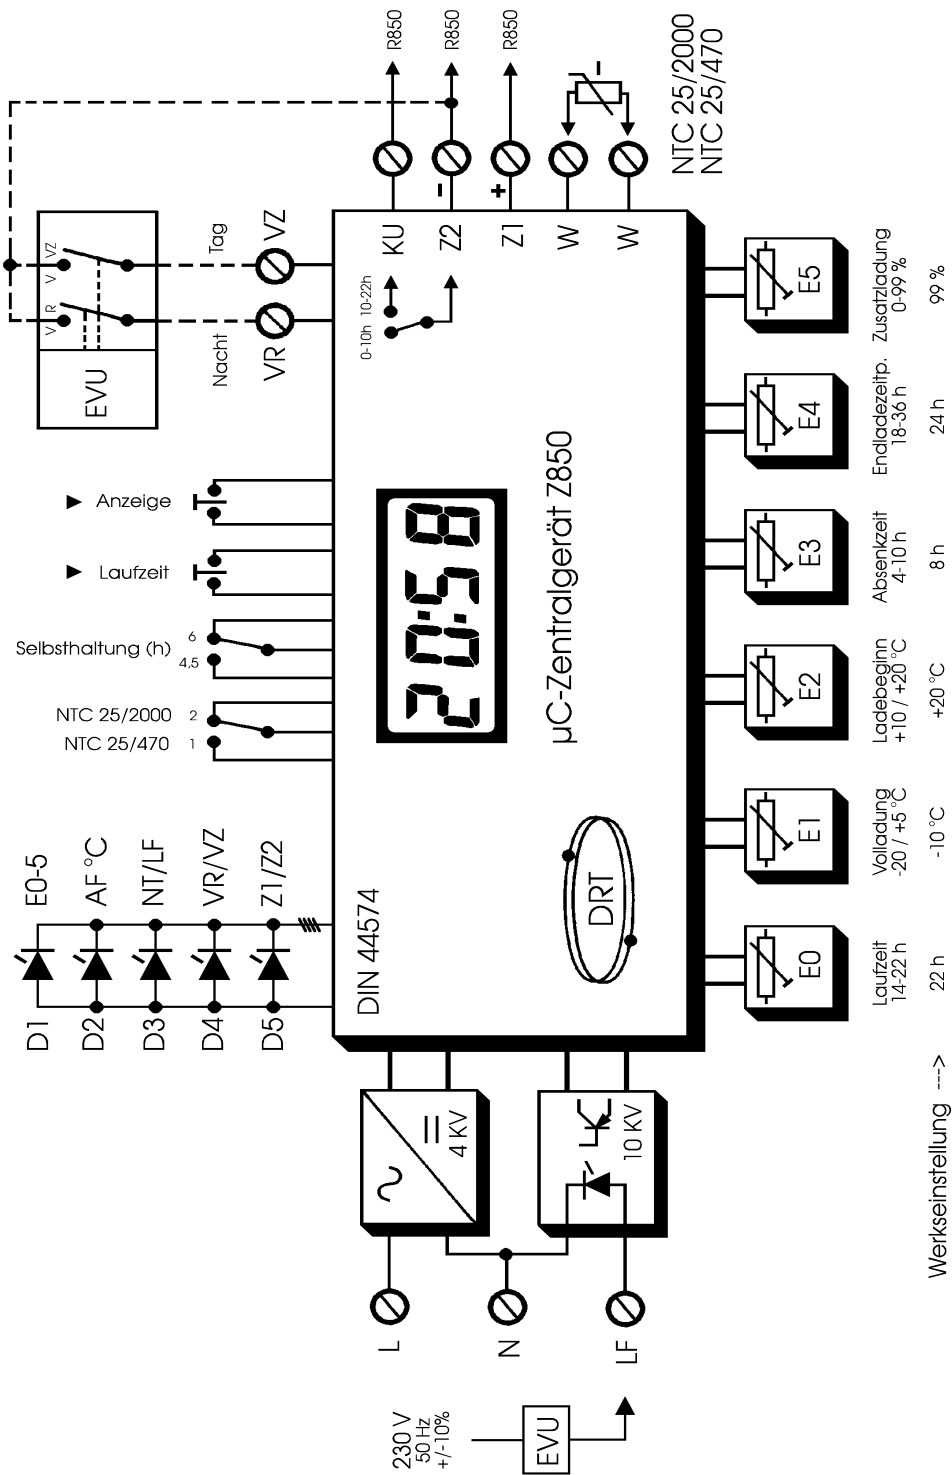 230 V
50 Hz
+/-10%
EVU
L
N
LF
4 KV
10 KV
D1
D2
D3
D4
D5
E0-5
AF °C
NT/LF
VR/VZ
Z1/Z2
NTC 25/2000
NTC 25/470
2
1
Selbsthaltung (h)
6
4,5
Laufzeit
Anzeige
EVU
V R
V VZ
Nacht
Tag
VR
VZ
DIN 44574
DRT
20:58
µC-Zentralgerät Z850
0-10h 10-22h
KU
Z2
Z1
W
W
-
+
R850
R850
R850
NTC 25/2000
NTC 25/470
E0
E1
E2
E3
E4
E5
Laufzeit
14-22 h
Volladung
-20 / +5 °C
Ladebeginn
+10 / +20 °C
Absenkzeit
4-10 h
Endladezeitp.
18-36 h
Zusatzladung
0-99 %
Werkseinstellung --->
22 h
-10 °C
+20 °C
8 h
24 h
99 %